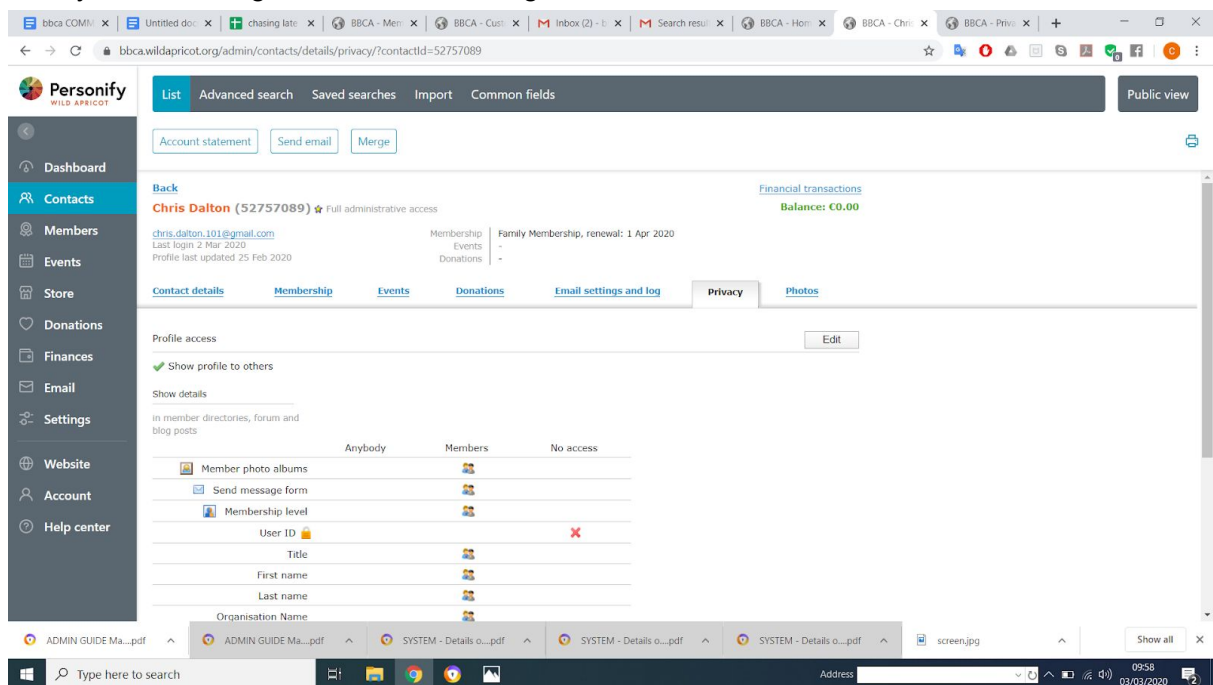 bbca COMM
Untitled doc
chasing late
BBCA - Mem
BBCA - Cust
Inbox (2) - b
Search resul
BBCA - Hom
BBCA - Chri
BBCA - Priva
bbca.wildapricot.org/admin/contacts/details/privacy/?contactId=52757089
Personify
WILD APRICOT
List Advanced search Saved searches Import Common fields
Public view
Account statement Send email Merge
Dashboard
Contacts
Members
Events
Store
Donations
Finances
Email
Settings
Website
Account
Help center
Back
Financial transactions
Chris Dalton (52757089) Full administrative access
Balance: €0.00
chris.dalton.101@gmail.com
Last login 2 Mar 2020
Profile last updated 25 Feb 2020
Membership Family Membership, renewal: 1 Apr 2020
Events -
Donations -
Contact details Membership Events Donations Email settings and log Privacy Photos
Profile access
Edit
Show profile to others
Show details
in member directories, forum and
blog posts
Anybody Members No access
Member photo albums
Send message form
Membership level
User ID
Title
First name
Last name
Organisation Name
ADMIN GUIDE Ma....pdf
ADMIN GUIDE Ma....pdf
SYSTEM - Details o....pdf
SYSTEM - Details o....pdf
SYSTEM - Details o....pdf
screen.jpg
Show all
Type here to search
Address
09:58
03/03/2020